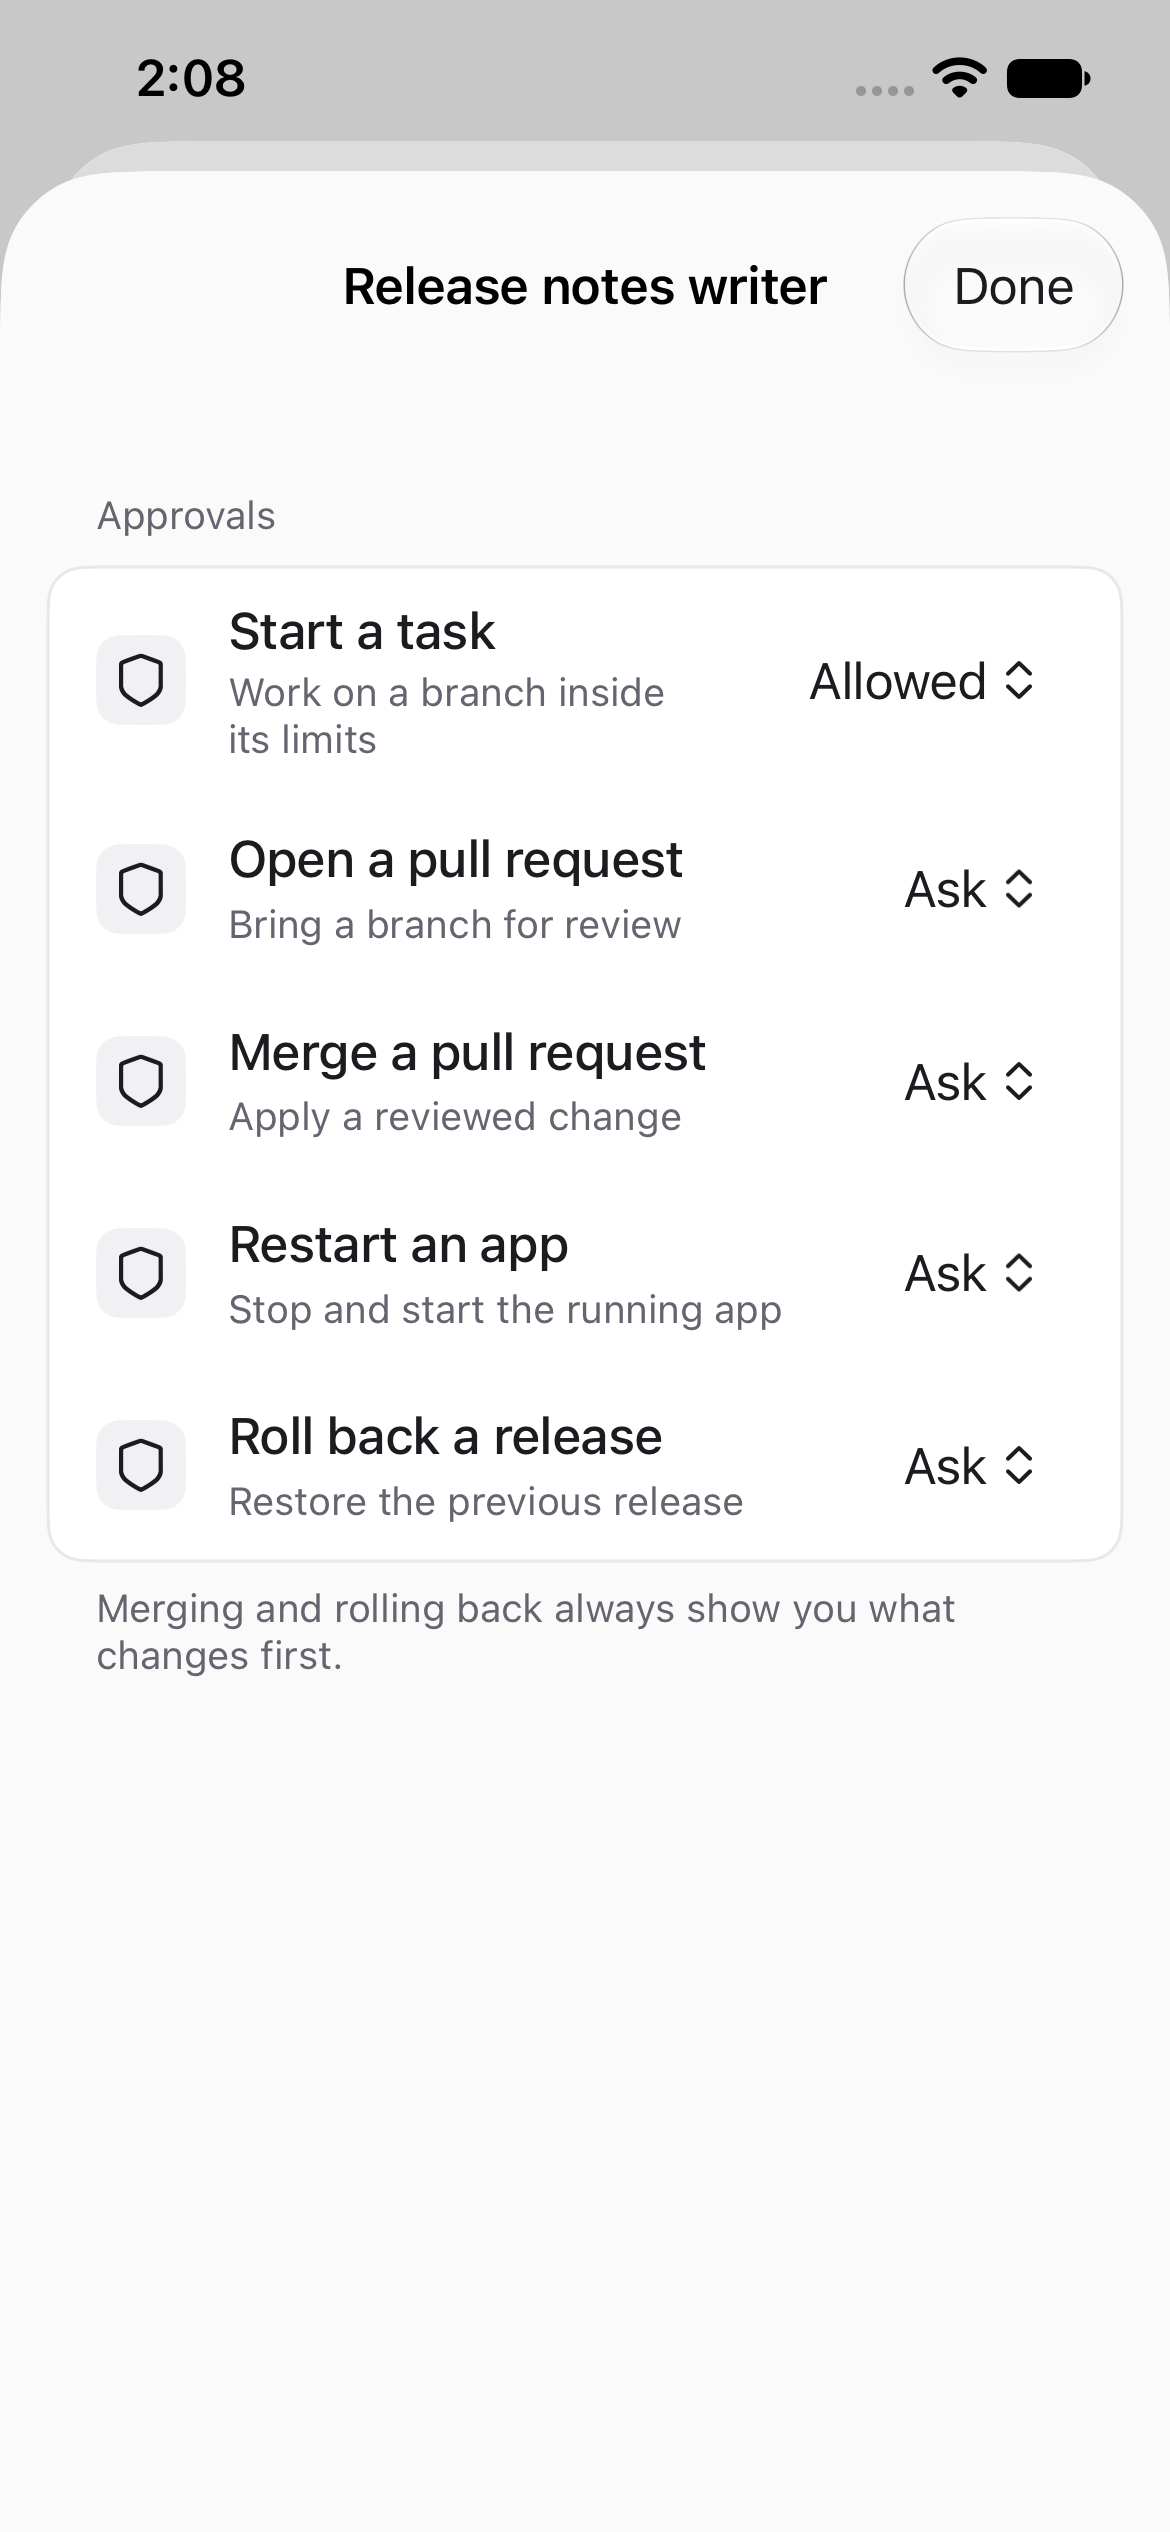 2:08
Release notes writer
Done
Approvals
Start a task
Work on a branch inside
its limits
Allowed
Open a pull request
Bring a branch for review
Ask
Merge a pull request
Apply a reviewed change
Ask
Restart an app
Stop and start the running app
Ask
Roll back a release
Restore the previous release
Ask
Merging and rolling back always show you what
changes first.